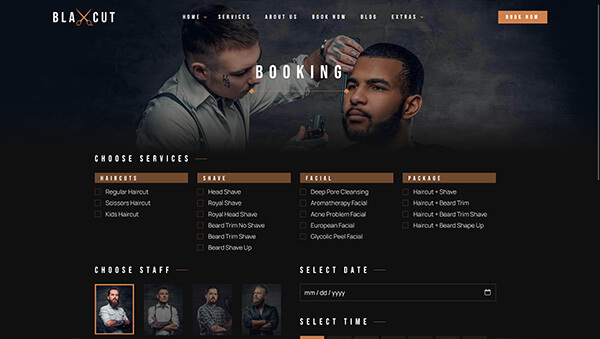 BLAXCUT
HOME SERVICES ABOUT US BOOK NOW BLOG EXTRAS
BOOK NOW
BOOKING
CHOOSE SERVICES
HAIRCUTS
Regular Haircut
Scissors Haircut
Kids Haircut
SHAVE
Head Shave
Royal Shave
Royal Head Shave
Beard Trim No Shave
Beard Trim Shave
Beard Shave Up
FACIAL
Deep Pore Cleansing
Aromatherapy Facial
Acne Problem Facial
European Facial
Glycolic Peel Facial
PACKAGE
Haircut + Shave
Haircut + Beard Trim
Haircut + Beard Trim Shave
Haircut + Beard Shape Up
CHOOSE STAFF
SELECT DATE
mm / dd / yyyy
SELECT TIME